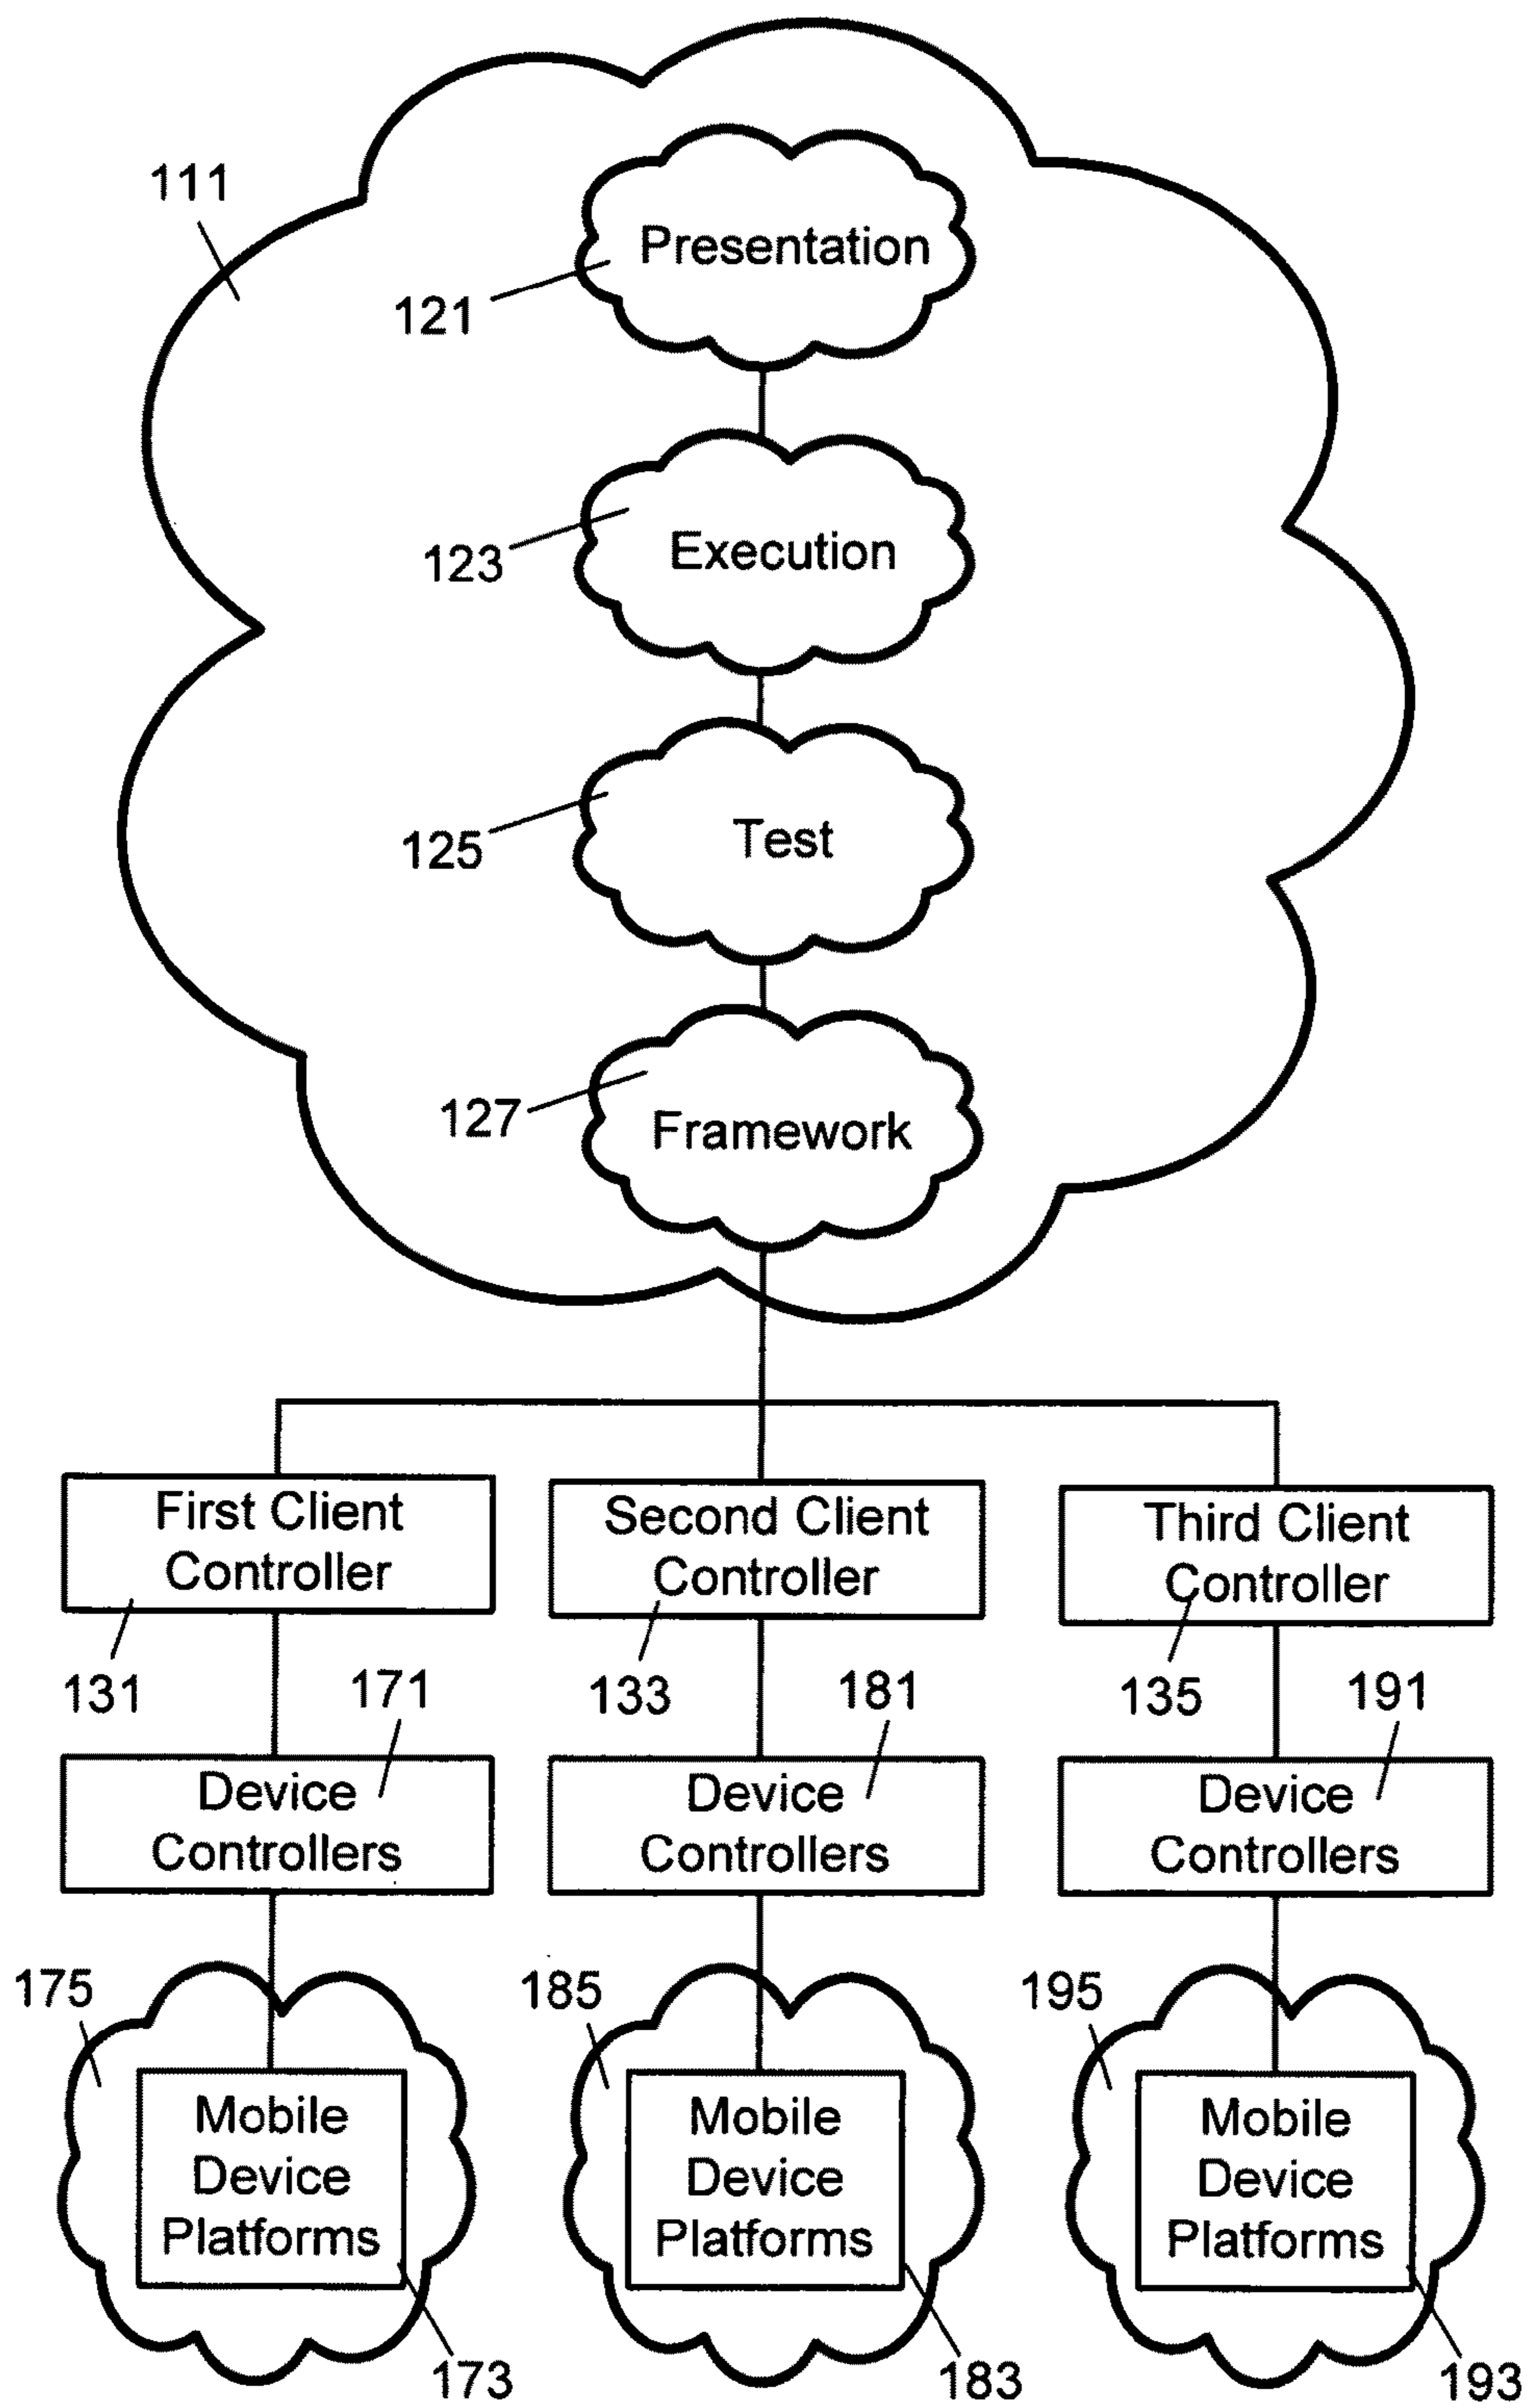 111
Presentation
121
Execution
123
Test
125
Framework
127
First Client
Controller
131
Second Client
Controller
133
Third Client
Controller
135
171
Device
Controllers
181
Device
Controllers
191
Device
Controllers
175
Mobile
Device
Platforms
173
185
Mobile
Device
Platforms
183
195
Mobile
Device
Platforms
193